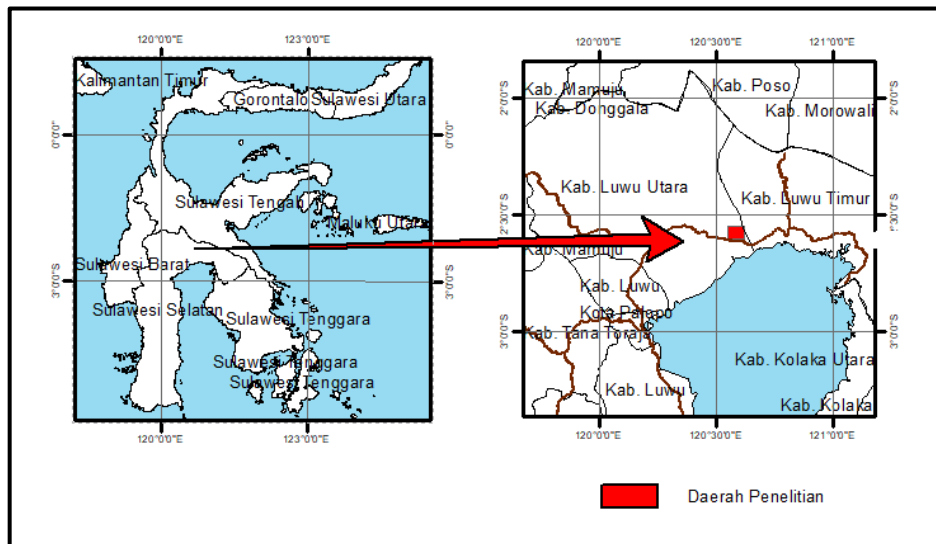 120°0'0"E 123°0'0"E
Kalimantan Timur
Gorontalo Sulawesi Utara
0°0'0"
0°0'0"
Sulawesi Tengah
Maluku Utara
Sulawesi Barat
3°0'0"S
3°0'0"S
Sulawesi Selatan
Sulawesi Tenggara
Sulawesi Tenggara
Sulawesi Tenggara
120°0'0"E 123°0'0"E
120°0'0"E 120°30'0"E 121°0'0"E
Kab. Mamuju
Kab. Poso
2°0'0"S
2°0'0"S
Kab. Donggala
Kab. Morowali
Kab. Luwu Utara
Kab. Luwu Timur
2°30'0"S
2°30'0"S
Kab. Mamuju
Kab. Luwu
Kota Palopo
3°0'0"S
3°0'0"S
Kab. Tana Toraja
Kab. Kolaka Utara
Kab. Luwu
Kab. Kolaka
120°0'0"E 120°30'0"E 121°0'0"E
Daerah Penelitian